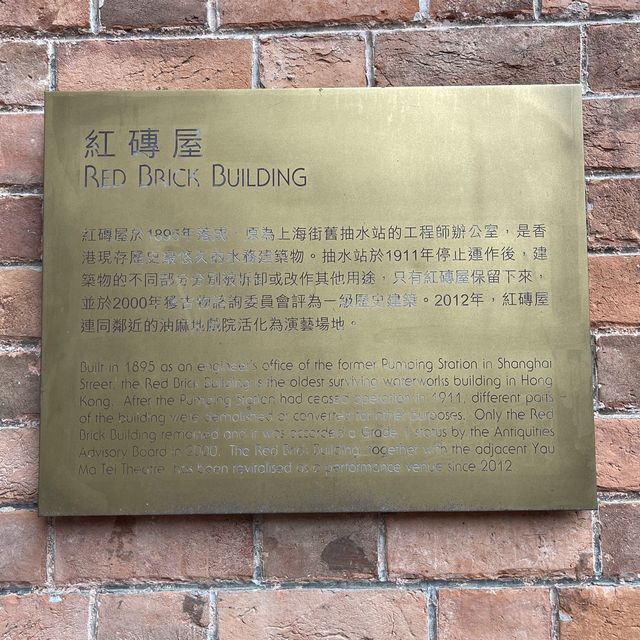 紅磚屋
RED BRICK BUILDING
紅磚屋於1895年落成，原為上海街舊抽水站的工程師辦公室，是香
港現存歷史最悠久的水務建築物。抽水站於1911年停止運作後，建
築物的不同部分分別被拆卸或改作其他用途，只有紅磚屋保留下來，
並於2000年獲古物諮詢委員會評為一級歷史建築。2012年，紅磚屋
連同鄰近的油麻地戲院活化為演藝場地。
Built in 1895 as an engineer's office of the former Pumping Station in Shanghai
Street, the Red Brick Building is the oldest surviving waterworks building in Hong
Kong. After the Pumping Station had ceased operation in 1911, different parts
of the building were demolished or converted for other purposes. Only the Red
Brick Building remained and it was accorded a Grade 1 status by the Antiquities
Advisory Board in 2000. The Red Brick Building, together with the adjacent Yau
Ma Tei Theatre, has been revitalised as a performance venue since 2012.